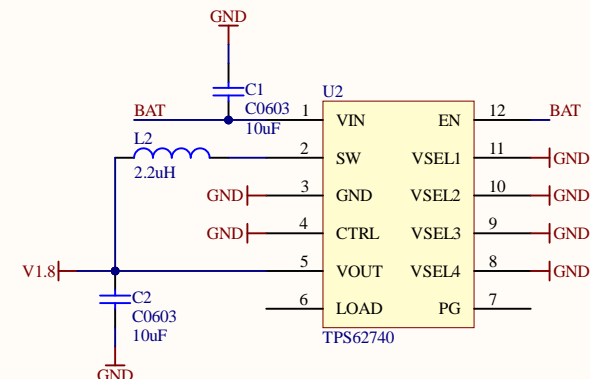 GND
C1
C0603
10uF
BAT
U2
1 VIN EN 12 BAT
L2
2.2uH
2 SW VSEL1 11 GND
GND 3 GND VSEL2 10 GND
GND 4 CTRL VSEL3 9 GND
V1.8 5 VOUT VSEL4 8 GND
6 LOAD PG 7
TPS62740
C2
C0603
10uF
GND